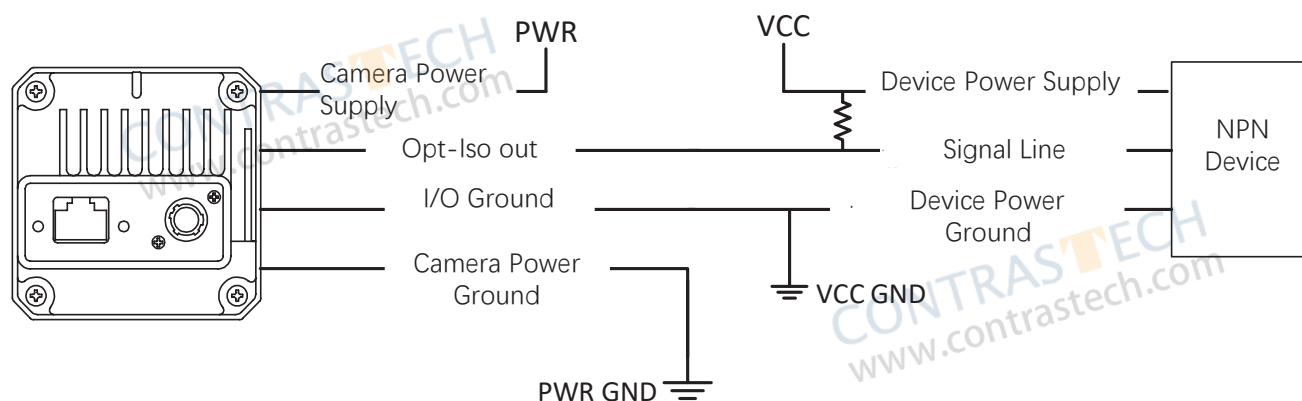 PWR
VCC
Camera Power
Supply
Device Power Supply
NPN
Device
Opt-Iso out
Signal Line
I/O Ground
Device Power
Ground
Camera Power
Ground
VCC GND
PWR GND
CONTRASTECH
www.contrastech.com
CONTRASTECH
www.contrastech.com